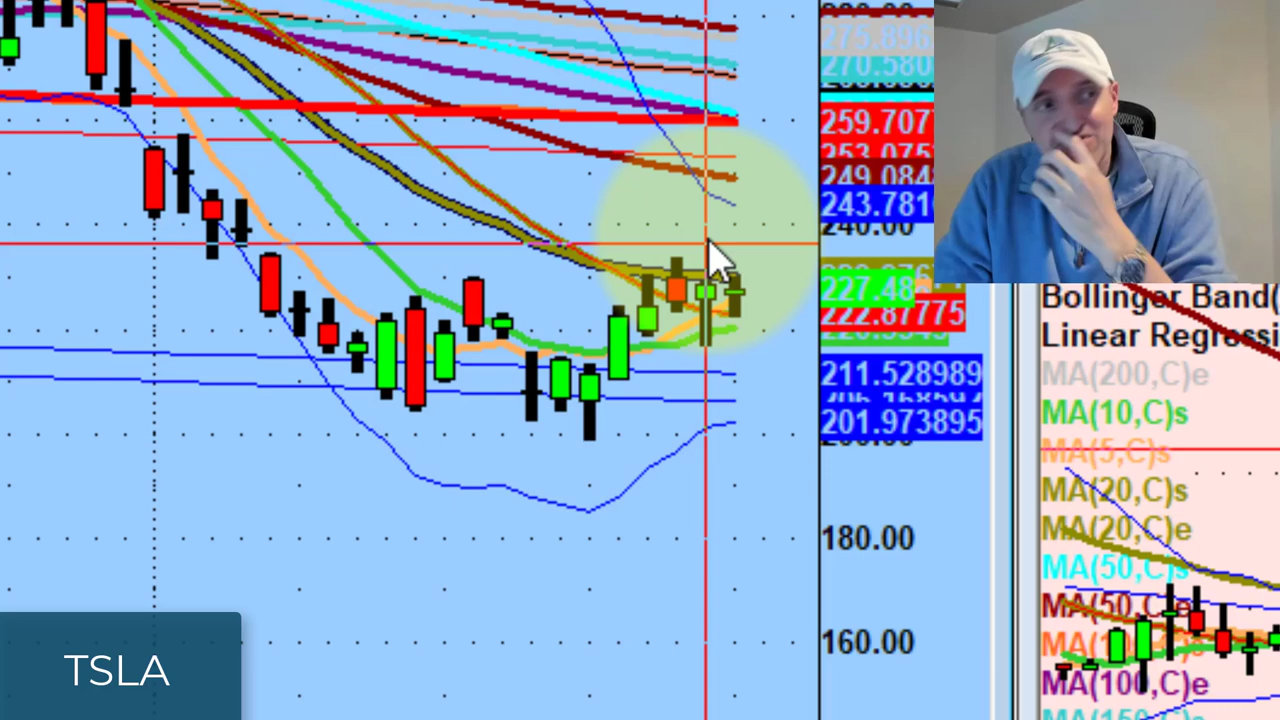 275.896
270.580
259.707
253.075
249.084
243.781
240.00
227.48
222.87775
211.528989
201.973895
180.00
160.00
TSLA
Bollinger Band(
Linear Regressi
MA(200,C)e
MA(10,C)s
MA(5,C)s
MA(20,C)s
MA(20,C)e
MA(50,C)s
MA(50,C)e
MA(100,C)e